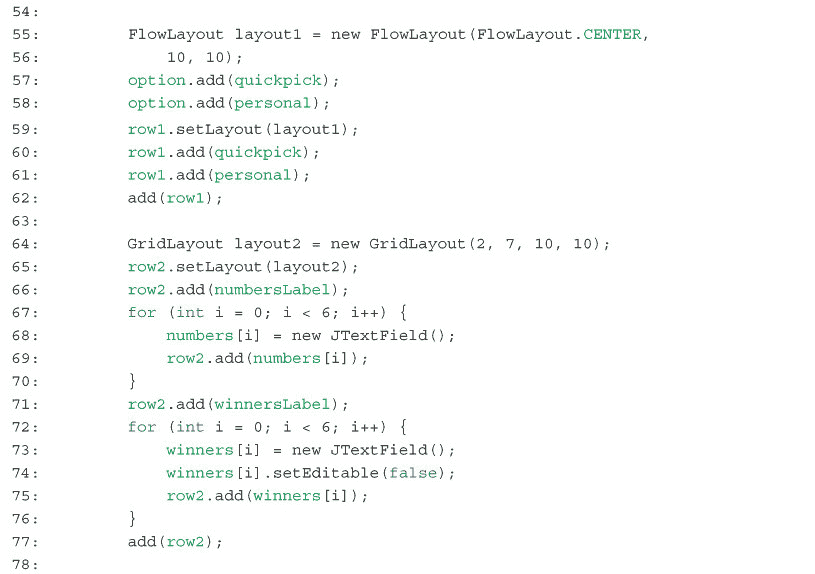 54:
55:         FlowLayout layout1 = new FlowLayout(FlowLayout.CENTER,
56:             10, 10);
57:         option.add(quickpick);
58:         option.add(personal);
59:         row1.setLayout(layout1);
60:         row1.add(quickpick);
61:         row1.add(personal);
62:         add(row1);
63:
64:         GridLayout layout2 = new GridLayout(2, 7, 10, 10);
65:         row2.setLayout(layout2);
66:         row2.add(numbersLabel);
67:         for (int i = 0; i < 6; i++) {
68:             numbers[i] = new JTextField();
69:             row2.add(numbers[i]);
70:         }
71:         row2.add(winnersLabel);
72:         for (int i = 0; i < 6; i++) {
73:             winners[i] = new JTextField();
74:             winners[i].setEditable(false);
75:             row2.add(winners[i]);
76:         }
77:         add(row2);
78: